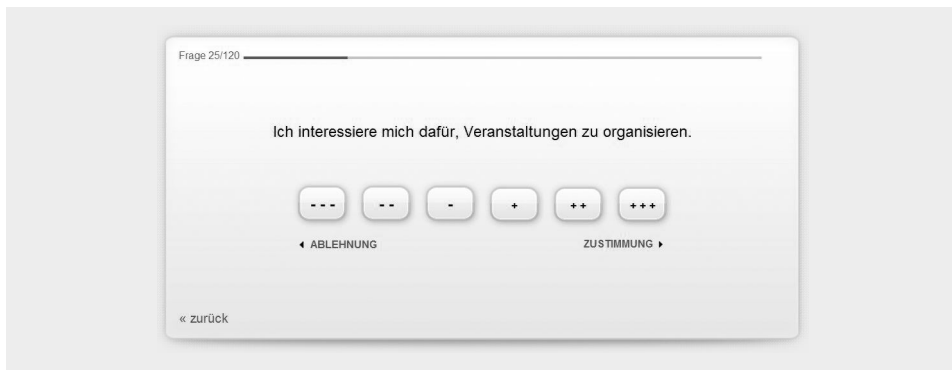 Frage 25/120
Ich interessiere mich dafür, Veranstaltungen zu organisieren.
--- -- - + ++ +++
ABLEHNUNG ZUSTIMMUNG
« zurück